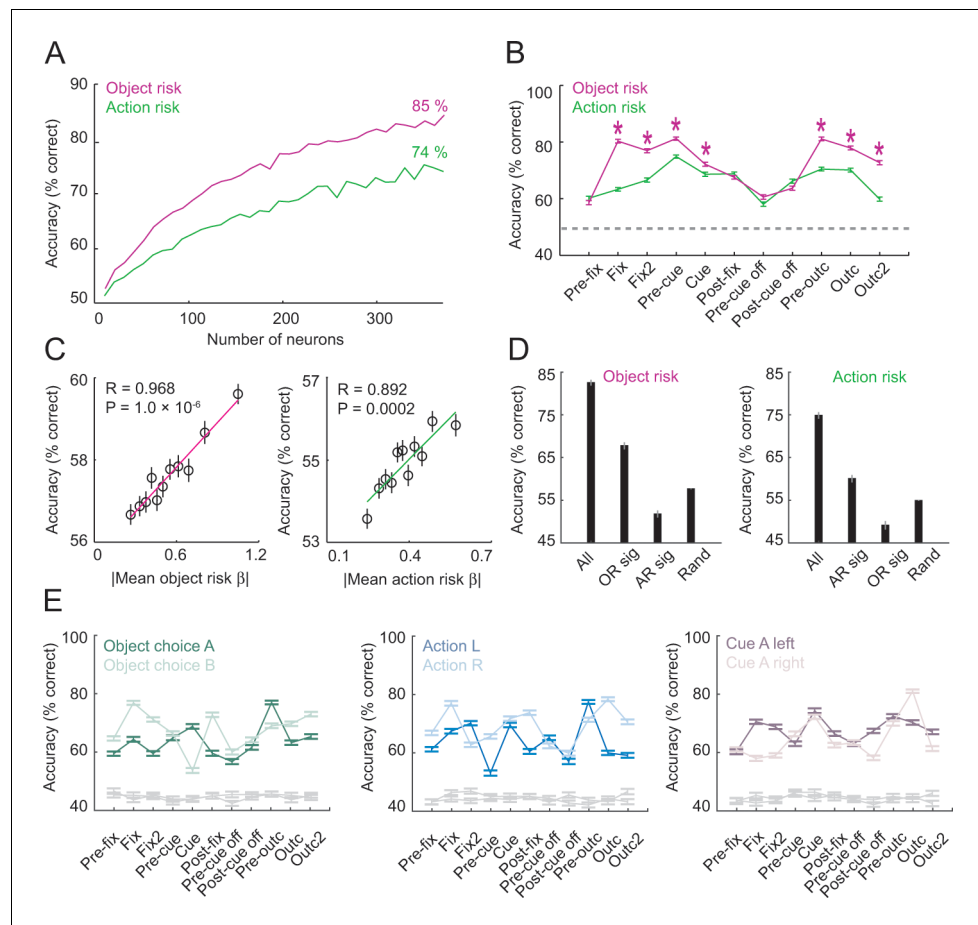 A
90
Object risk
Action risk
85 %
80
74 %
70
60
50
Accuracy (% correct)
0
100
200
300
Number of neurons
B
100
Object risk
Action risk
*
*
*
*
*
*
*
80
60
40
Accuracy (% correct)
Pre-fix
Fix
Fix2
Pre-cue
Cue
Post-fix
Pre-cue off
Post-cue off
Pre-outc
Outc
Outc2
C
60
R = 0.968
P = 1.0 × 10⁻⁶
58
56
Accuracy (% correct)
0
0.6
1.2
|Mean object risk β|
57
R = 0.892
P = 0.0002
55
53
Accuracy (% correct)
0.1
0.4
0.7
|Mean action risk β|
D
85
Object risk
75
65
55
45
Accuracy (% correct)
All
OR sig
AR sig
Rand
85
Action risk
75
65
55
45
Accuracy (% correct)
All
AR sig
OR sig
Rand
E
100
Object choice A
Object choice B
80
60
40
Accuracy (% correct)
Pre-fix
Fix
Fix2
Pre-cue
Cue
Post-fix
Pre-cue off
Post-cue off
Pre-outc
Outc
Outc2
100
Action L
Action R
80
60
40
Accuracy (% correct)
Pre-fix
Fix
Fix2
Pre-cue
Cue
Post-fix
Pre-cue off
Post-cue off
Pre-outc
Outc
Outc2
100
Cue A left
Cue A right
80
60
40
Accuracy (% correct)
Pre-fix
Fix
Fix2
Pre-cue
Cue
Post-fix
Pre-cue off
Post-cue off
Pre-outc
Outc
Outc2